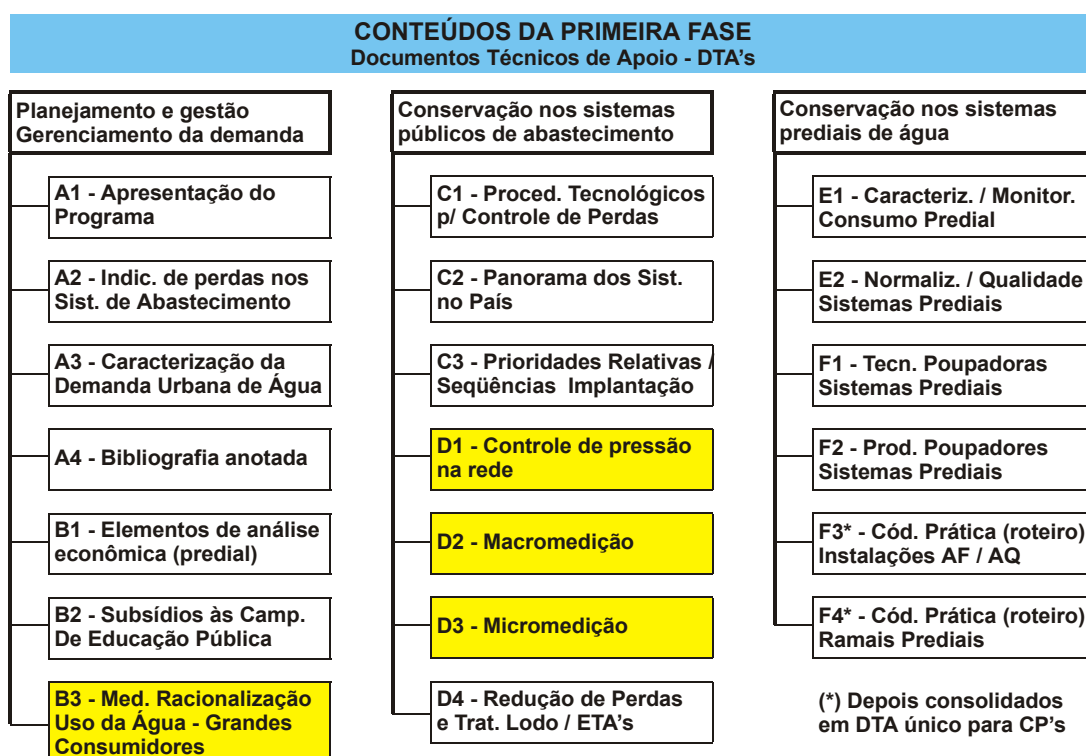 CONTEÚDOS DA PRIMEIRA FASE
Documentos Técnicos de Apoio - DTA's
Planejamento e gestão
Gerenciamento da demanda
A1 - Apresentação do
Programa
A2 - Indic. de perdas nos
Sist. de Abastecimento
A3 - Caracterização da
Demanda Urbana de Água
A4 - Bibliografia anotada
B1 - Elementos de análise
econômica (predial)
B2 - Subsídios às Camp.
De Educação Pública
B3 - Med. Racionalização
Uso da Água - Grandes
Consumidores
Conservação nos sistemas
públicos de abastecimento
C1 - Proced. Tecnológicos
p/ Controle de Perdas
C2 - Panorama dos Sist.
no País
C3 - Prioridades Relativas /
Seqüências Implantação
D1 - Controle de pressão
na rede
D2 - Macromedição
D3 - Micromedição
D4 - Redução de Perdas
e Trat. Lodo / ETA's
Conservação nos sistemas
prediais de água
E1 - Caracteriz. / Monitor.
Consumo Predial
E2 - Normaliz. / Qualidade
Sistemas Prediais
F1 - Tecn. Poupadoras
Sistemas Prediais
F2 - Prod. Poupadores
Sistemas Prediais
F3* - Cód. Prática (roteiro)
Instalações AF / AQ
F4* - Cód. Prática (roteiro)
Ramais Prediais
(*) Depois consolidados
em DTA único para CP's